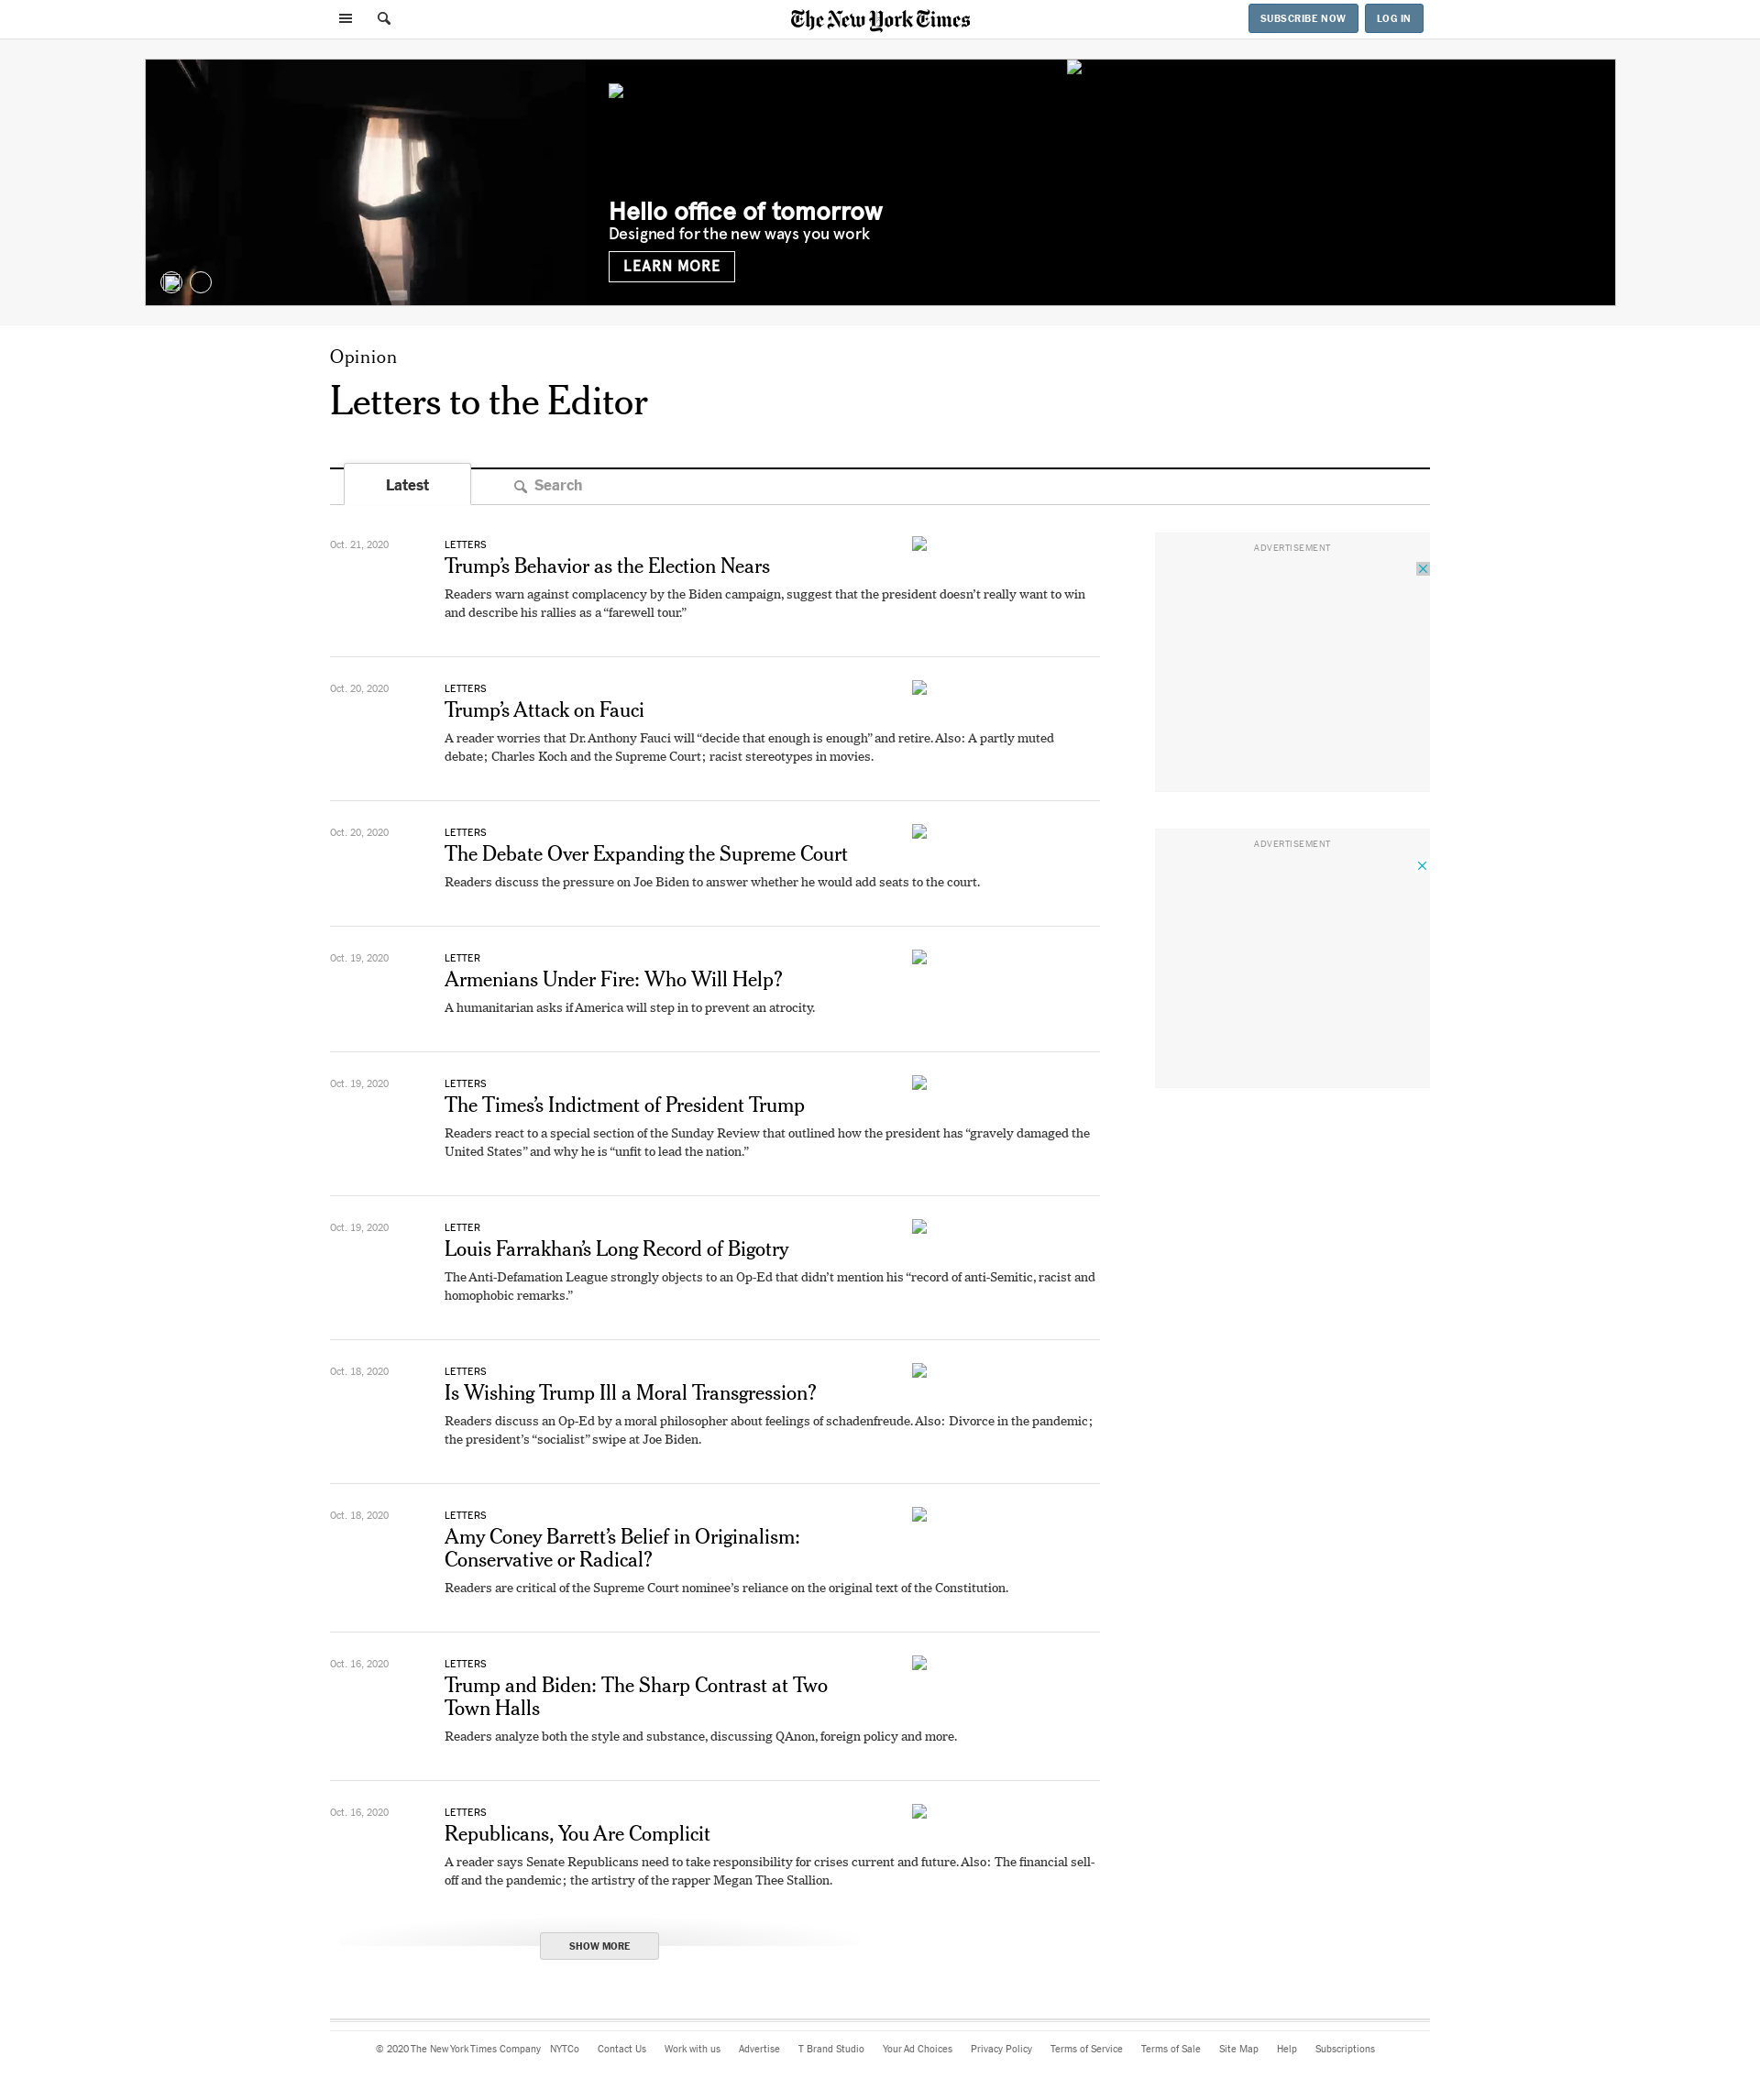 The New York Times
SUBSCRIBE NOW
LOG IN
Hello office of tomorrow
Designed for the new ways you work
LEARN MORE
Opinion
Letters to the Editor
Latest
Search
Oct. 21, 2020
LETTERS
Trump’s Behavior as the Election Nears
Readers warn against complacency by the Biden campaign, suggest that the president doesn’t really want to win
and describe his rallies as a “farewell tour.”
Oct. 20, 2020
LETTERS
Trump’s Attack on Fauci
A reader worries that Dr. Anthony Fauci will “decide that enough is enough” and retire. Also: A partly muted
debate; Charles Koch and the Supreme Court; racist stereotypes in movies.
Oct. 20, 2020
LETTERS
The Debate Over Expanding the Supreme Court
Readers discuss the pressure on Joe Biden to answer whether he would add seats to the court.
Oct. 19, 2020
LETTER
Armenians Under Fire: Who Will Help?
A humanitarian asks if America will step in to prevent an atrocity.
Oct. 19, 2020
LETTERS
The Times’s Indictment of President Trump
Readers react to a special section of the Sunday Review that outlined how the president has “gravely damaged the
United States” and why he is “unfit to lead the nation.”
Oct. 19, 2020
LETTER
Louis Farrakhan’s Long Record of Bigotry
The Anti-Defamation League strongly objects to an Op-Ed that didn’t mention his “record of anti-Semitic, racist and
homophobic remarks.”
Oct. 18, 2020
LETTERS
Is Wishing Trump Ill a Moral Transgression?
Readers discuss an Op-Ed by a moral philosopher about feelings of schadenfreude. Also: Divorce in the pandemic;
the president’s “socialist” swipe at Joe Biden.
Oct. 18, 2020
LETTERS
Amy Coney Barrett’s Belief in Originalism:
Conservative or Radical?
Readers are critical of the Supreme Court nominee’s reliance on the original text of the Constitution.
Oct. 16, 2020
LETTERS
Trump and Biden: The Sharp Contrast at Two
Town Halls
Readers analyze both the style and substance, discussing QAnon, foreign policy and more.
Oct. 16, 2020
LETTERS
Republicans, You Are Complicit
A reader says Senate Republicans need to take responsibility for crises current and future. Also: The financial sell-
off and the pandemic; the artistry of the rapper Megan Thee Stallion.
SHOW MORE
ADVERTISEMENT
ADVERTISEMENT
© 2020 The New York Times Company NYTCo Contact Us Work with us Advertise T Brand Studio Your Ad Choices Privacy Policy Terms of Service Terms of Sale Site Map Help Subscriptions